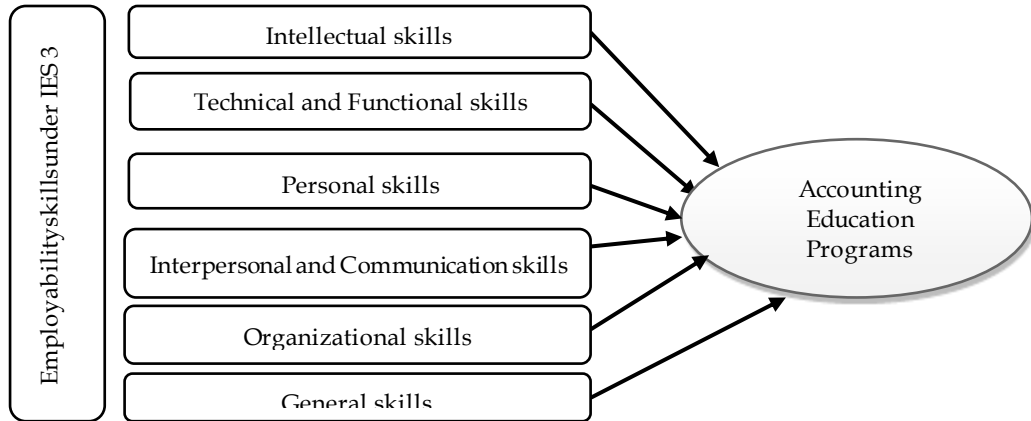 Employabilityskillsunder IES 3
Intellectual skills
Technical and Functional skills
Personal skills
Interpersonal and Communication skills
Organizational skills
General skills
Accounting
Education
Programs